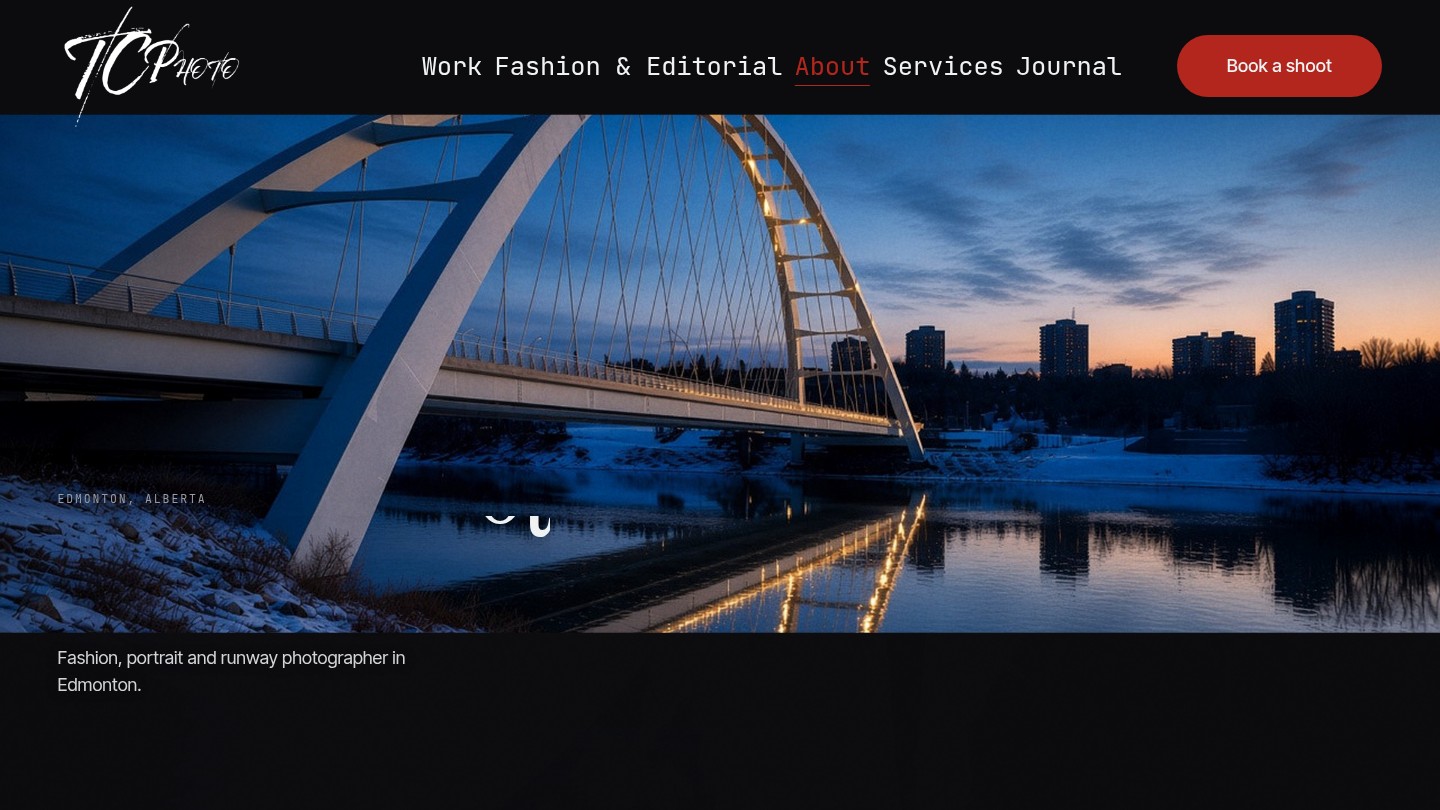 TCPHOTO
Work Fashion & Editorial About Services Journal
Book a shoot
EDMONTON, ALBERTA
Fashion, portrait and runway photographer in
Edmonton.